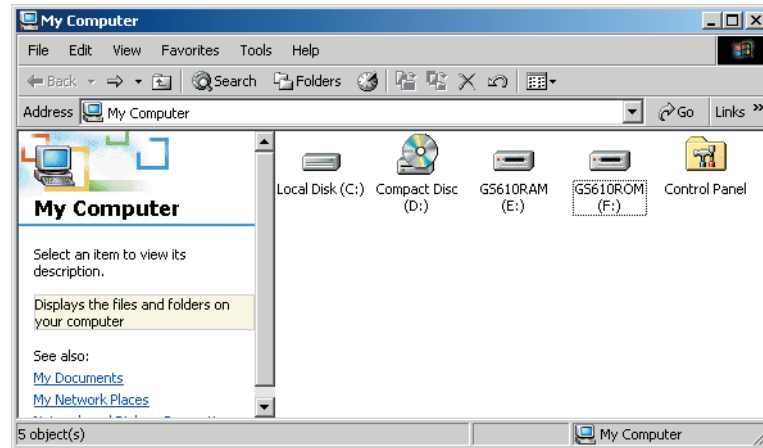 My Computer
File Edit View Favorites Tools Help
Back Search Folders
Address My Computer Go Links »
My Computer
Select an item to view its
description.
Displays the files and folders on
your computer
See also:
My Documents
My Network Places
Local Disk (C:) Compact Disc GS610RAM GS610ROM Control Panel
(D:) (E:) (F:)
5 object(s) My Computer